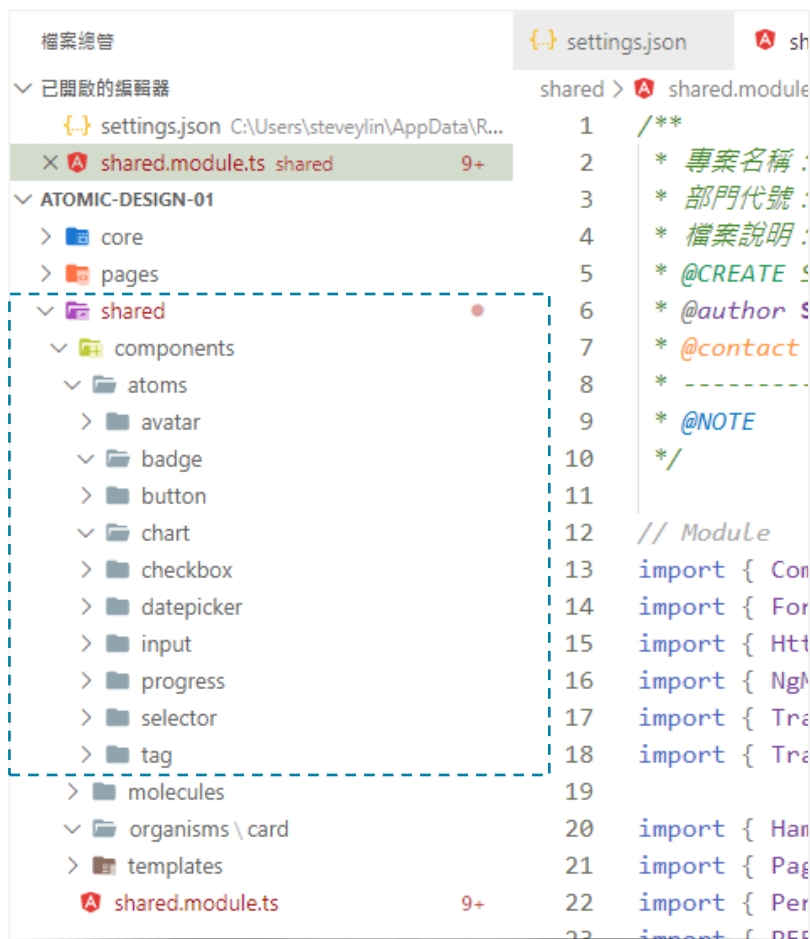 檔案總管
已開啟的編輯器
{..} settings.json C:\Users\steveylin\AppData\R...
shared.module.ts shared 9+
ATOMIC-DESIGN-01
core
pages
shared
components
atoms
avatar
badge
button
chart
checkbox
datepicker
input
progress
selector
tag
molecules
organisms \ card
templates
shared.module.ts 9+
{..} settings.json sh
shared > shared.module
1 /**
2 * 專案名稱 :
3 * 部門代號 :
4 * 檔案說明 :
5 * @CREATE S
6 * @author S
7 * @contact
8 * ----------
9 * @NOTE
10 */
11
12 // Module
13 import { Com
14 import { For
15 import { Htt
16 import { NgM
17 import { Tra
18 import { Tra
19
20 import { Ham
21 import { Pag
22 import { Per
23 import {